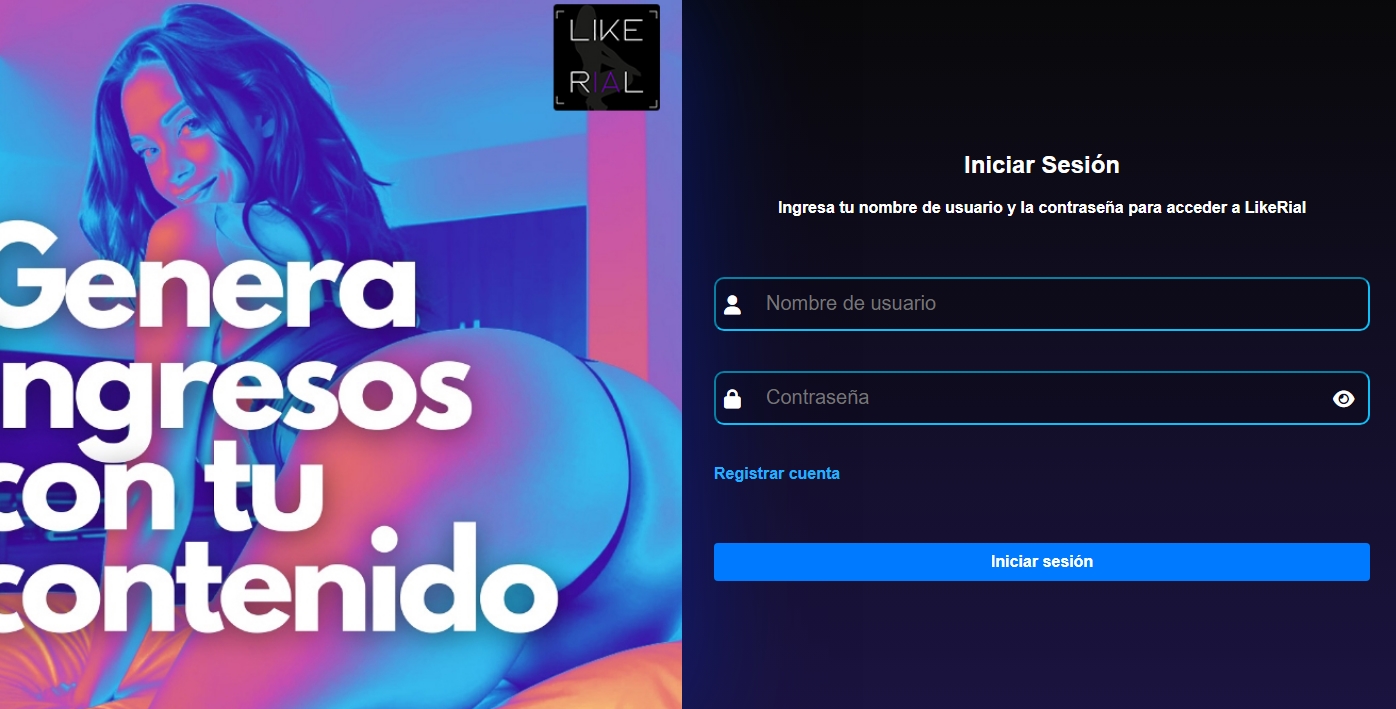 LIKE
RIAL
Genera
ingresos
con tu
contenido
Iniciar Sesión
Ingresa tu nombre de usuario y la contraseña para acceder a LikeRial
Nombre de usuario
Contraseña
Registrar cuenta
Iniciar sesión